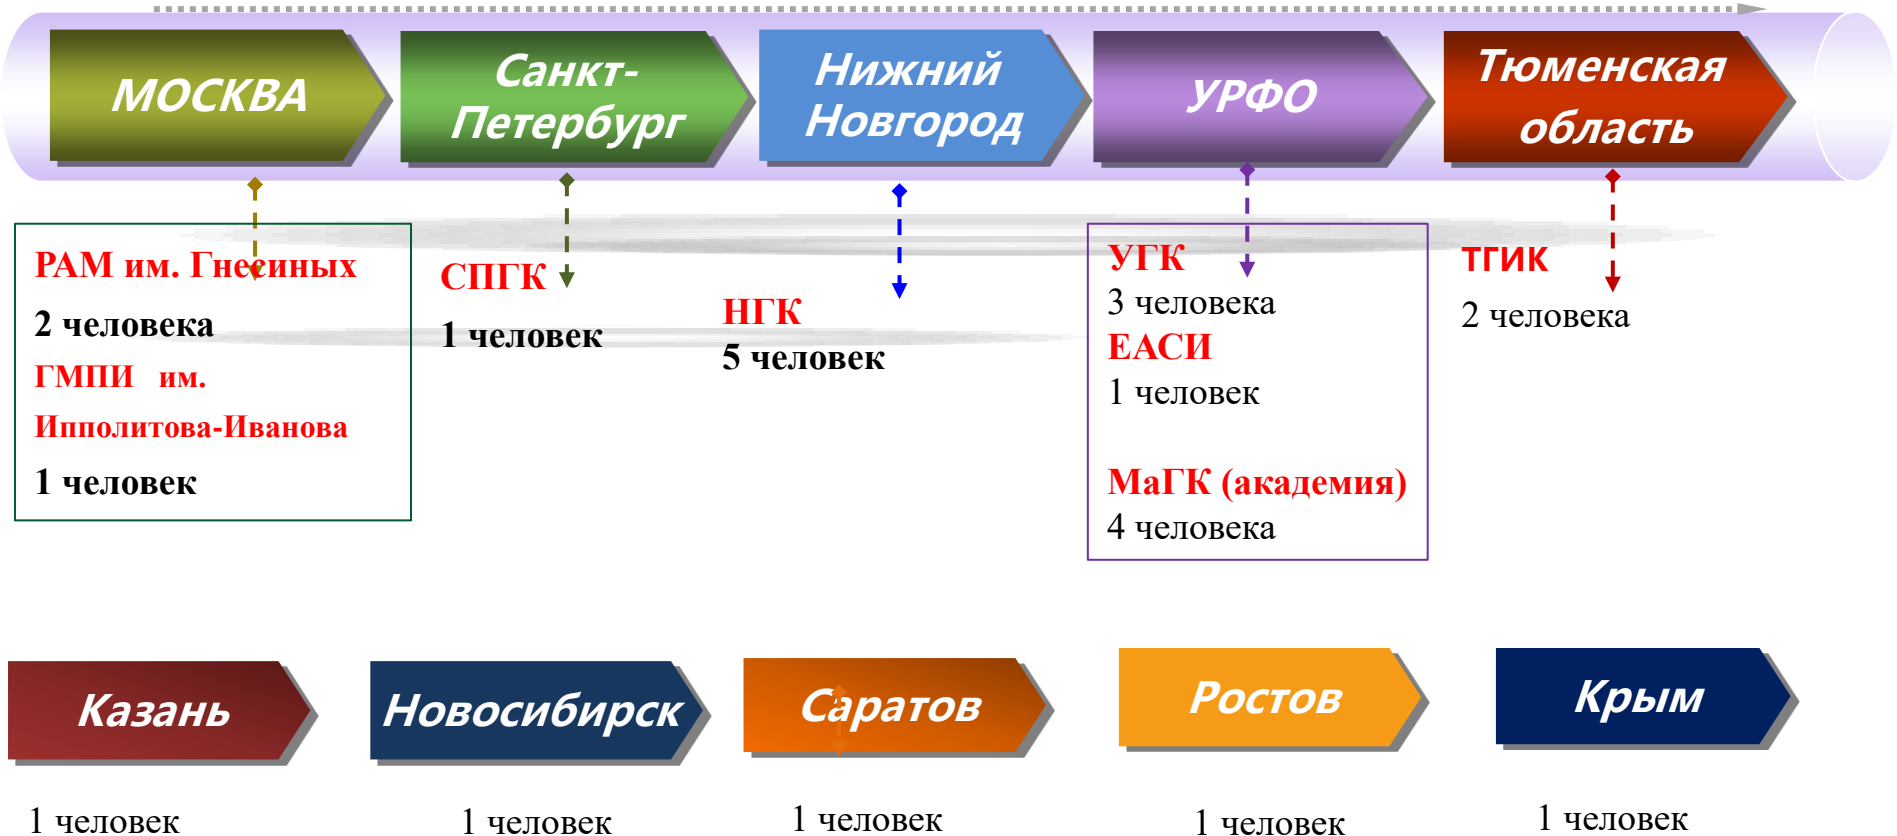 МОСКВА
Санкт-
Петербург
Нижний
Новгород
УРФО
Тюменская
область
РАМ им. Гнесиных
2 человека
ГМПИ им.
Ипполитова-Иванова
1 человек
СПГК
1 человек
НГК
5 человек
УГК
3 человека
ЕАСИ
1 человек
МаГК (академия)
4 человека
ТГИК
2 человека
Казань
Новосибирск
Саратов
Ростов
Крым
1 человек
1 человек
1 человек
1 человек
1 человек